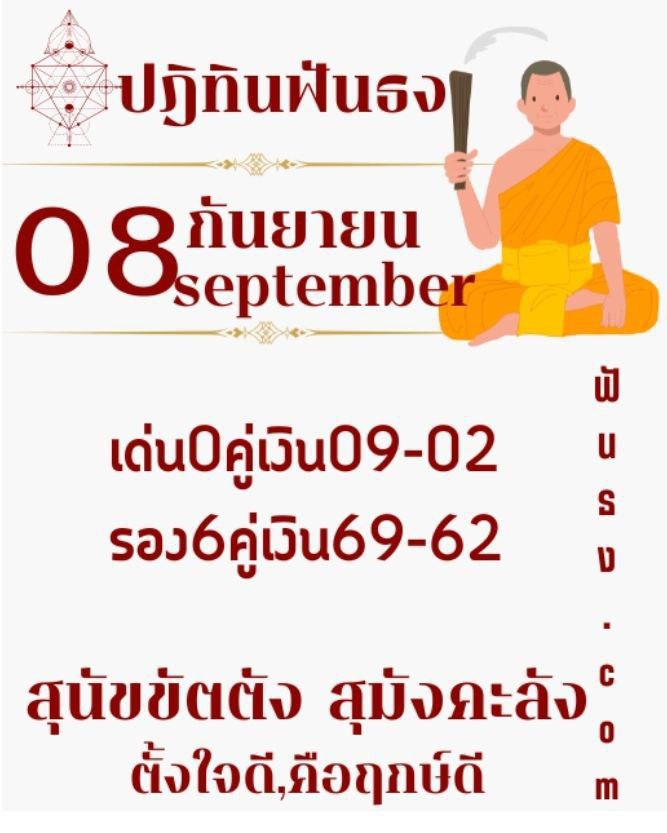 ปฏิทินฟันธง
08
กันยายน
september
เด่น0คู่เงิน09-02
รอง6คู่เงิน69-62
ฟันธง.com
สุนัขขัตตัง สุมังคะลัง
ตั้งใจดี,คือฤกษ์ดี